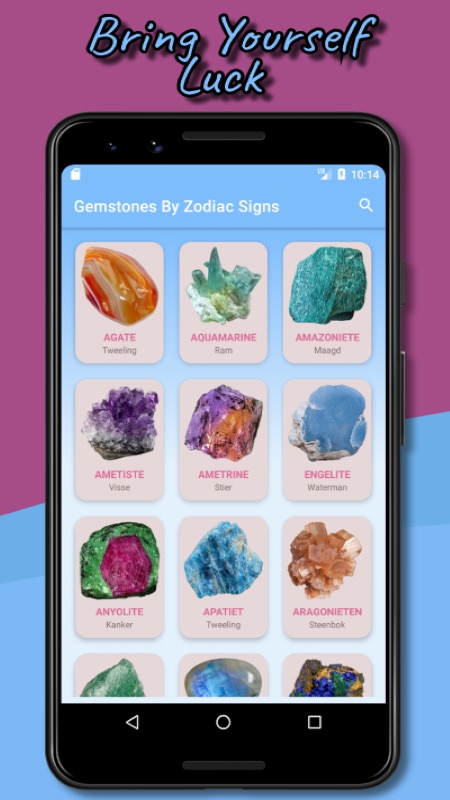 Bring Yourself
Luck
10:14
Gemstones By Zodiac Signs
AGATE
Tweeling
AQUAMARINE
Ram
AMAZONIETE
Maagd
AMETISTE
Visse
AMETRINE
Stier
ENGELITE
Waterman
ANYOLITE
Kanker
APATIET
Tweeling
ARAGONIETEN
Steenbok